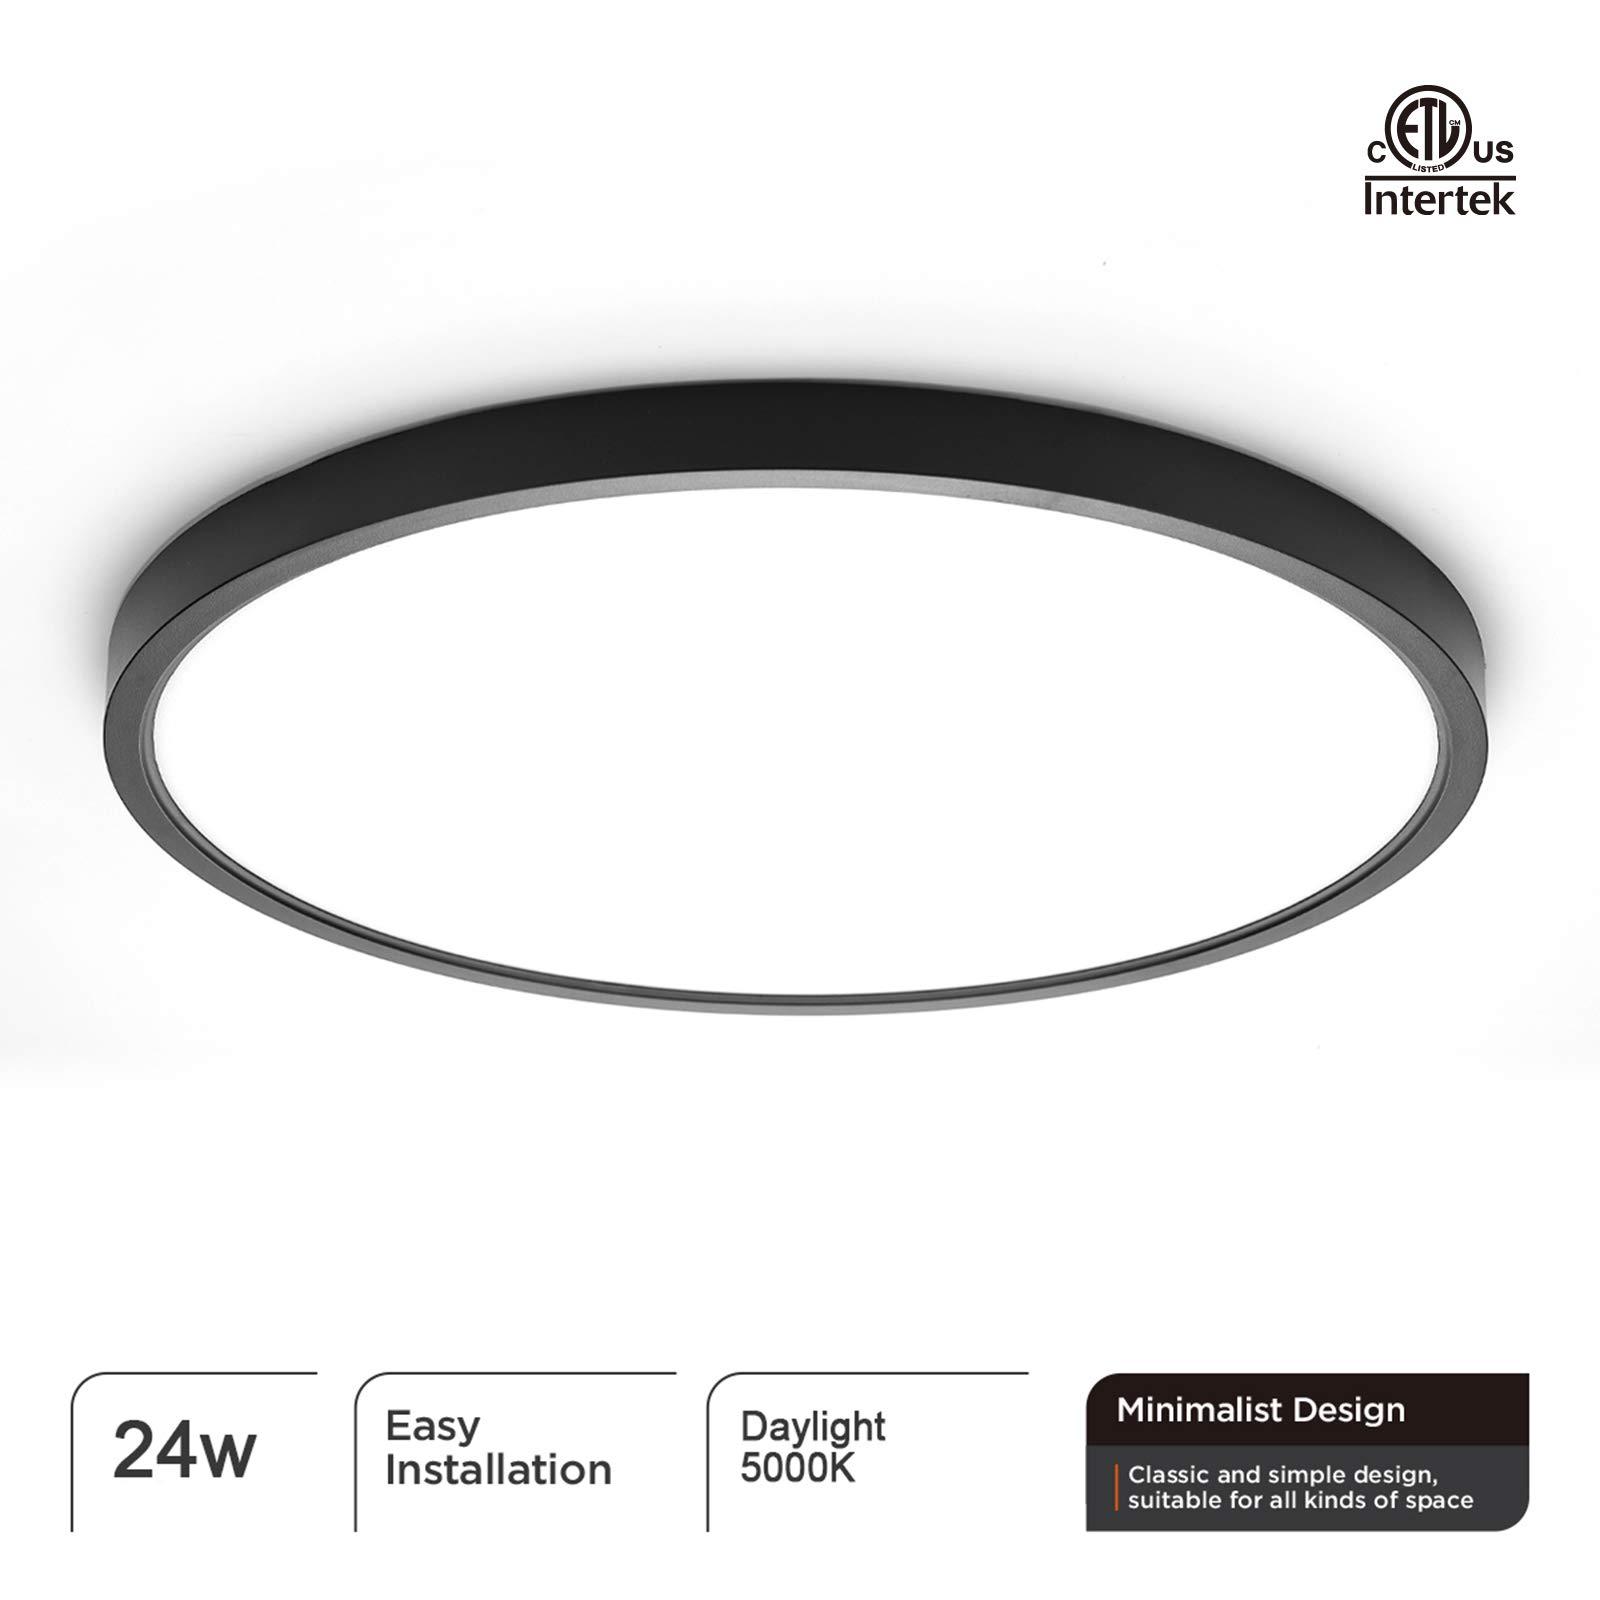 c ETL CM US
LISTED
Intertek
24w
Easy
Installation
Daylight
5000K
Minimalist Design
Classic and simple design,
suitable for all kinds of space